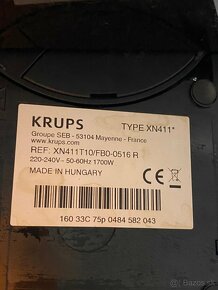 KRUPS TYPE XN411*
Groupe SEB - 53104 Mayenne - France
www.krups.com
REF: XN411T10/FB0-0516 R
220-240V - 50-60Hz 1700W
MADE IN HUNGARY
CE
160 33C 75p 0484 582 043
bazos.sk